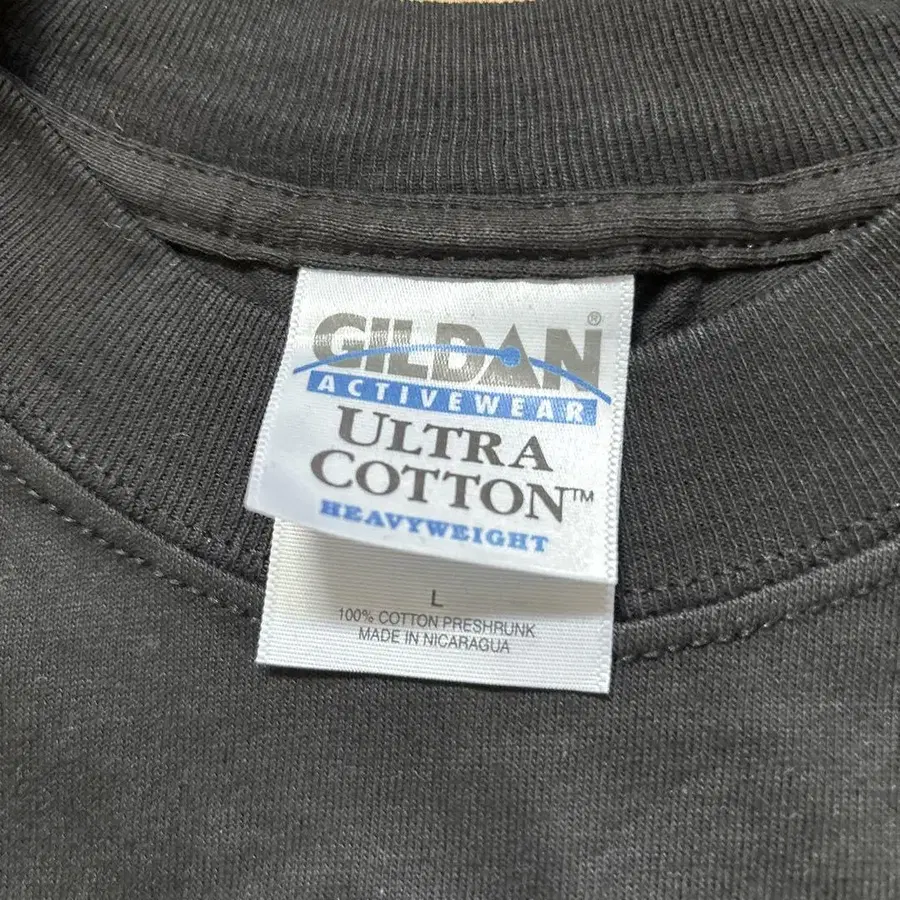 GILDAN®
ACTIVEWEAR
ULTRA
COTTON™
HEAVYWEIGHT
L
100% COTTON PRESHRUNK
MADE IN NICARAGUA